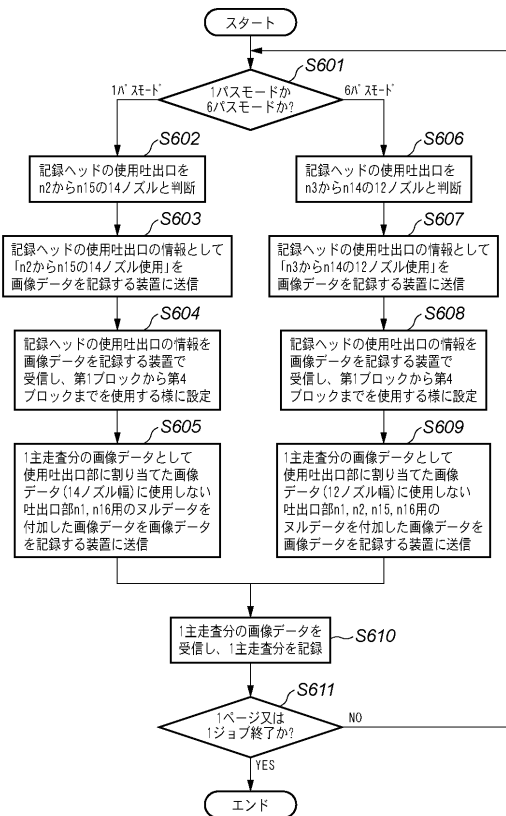 スタート
S601
1パスモードか
6パスモードか?
1パスモード
6パスモード
S602
記録ヘッドの使用吐出口を
n2からn15の14ノズルと判断
S603
記録ヘッドの使用吐出口の情報として
「n2からn15の14ノズル使用」を
画像データを記録する装置に送信
S604
記録ヘッドの使用吐出口の情報を
画像データを記録する装置で
受信し、第1ブロックから第4
ブロックまでを使用する様に設定
S605
1主走査分の画像データとして
使用吐出口部に割り当てた画像
データ(14ノズル幅)に使用しない
吐出口部n1, n16用のヌルデータを
付加した画像データを画像データ
を記録する装置に送信
S606
記録ヘッドの使用吐出口を
n3からn14の12ノズルと判断
S607
記録ヘッドの使用吐出口の情報として
「n3からn14の12ノズル使用」を
画像データを記録する装置に送信
S608
記録ヘッドの使用吐出口の情報を
画像データを記録する装置で
受信し、第1ブロックから第4
ブロックまでを使用する様に設定
S609
1主走査分の画像データとして
使用吐出口部に割り当てた画像
データ(12ノズル幅)に使用しない
吐出口部n1, n2, n15, n16用の
ヌルデータを付加した画像データを
画像データを記録する装置に送信
S610
1主走査分の画像データを
受信し、1主走査分を記録
S611
1ページ又は
1ジョブ終了か?
NO
YES
エンド